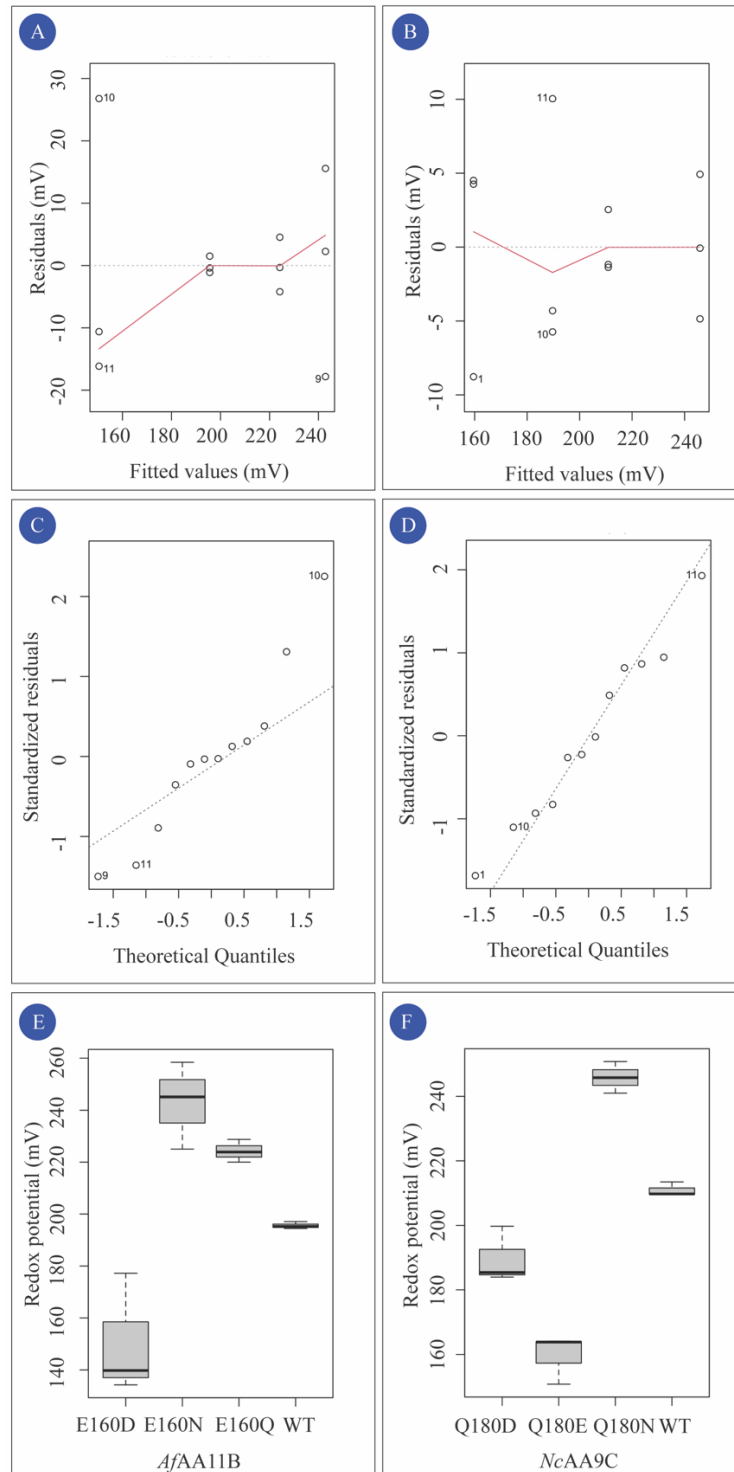 A
Residuals (mV)
30
20
10
0
-10
-20
10
11
9
160 180 200 220 240
Fitted values (mV)
B
Residuals (mV)
10
5
0
-5
-10
11
10
1
160 180 200 220 240
Fitted values (mV)
C
Standardized residuals
2
1
0
-1
10
11
9
-1.5 -0.5 0.5 1.5
Theoretical Quantiles
D
Standardized residuals
2
1
0
-1
11
10
1
-1.5 -0.5 0.5 1.5
Theoretical Quantiles
E
Redox potential (mV)
260
240
220
200
180
160
140
E160D E160N E160Q WT
AfAA11B
F
Redox potential (mV)
240
220
200
180
160
Q180D Q180E Q180N WT
NcAA9C